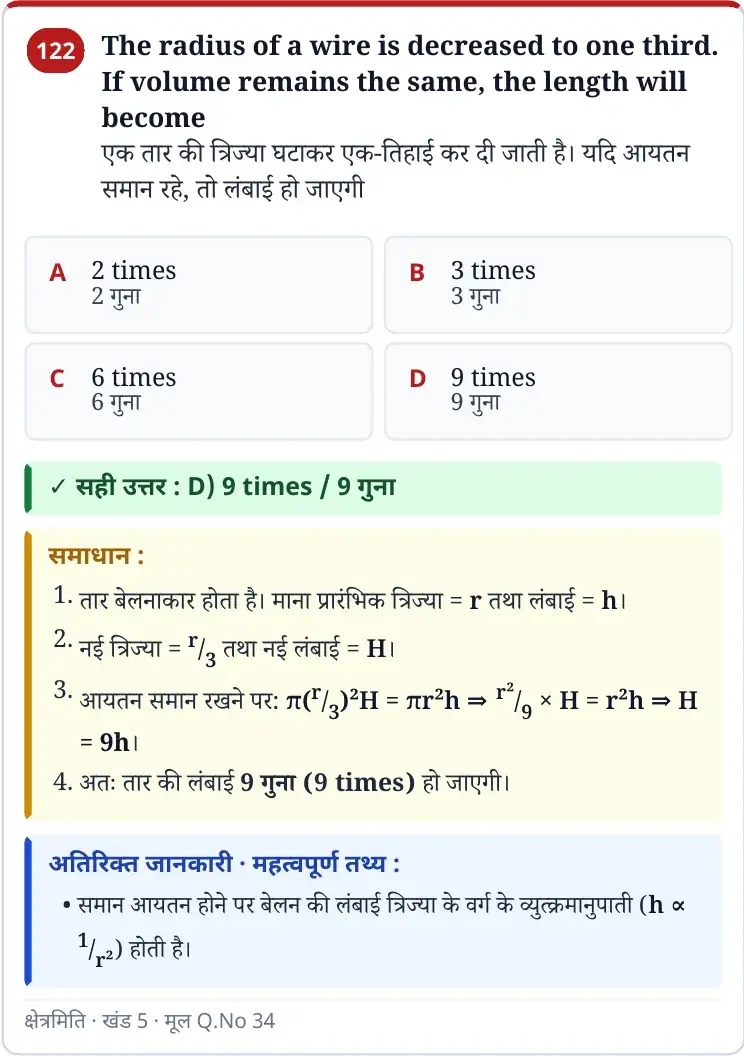 122
The radius of a wire is decreased to one third.
If volume remains the same, the length will
become
एक तार की त्रिज्या घटाकर एक-तिहाई कर दी जाती है। यदि आयतन
समान रहे, तो लंबाई हो जाएगी
A 2 times
2 गुना
B 3 times
3 गुना
C 6 times
6 गुना
D 9 times
9 गुना
✓ सही उत्तर : D) 9 times / 9 गुना
समाधान :
1. तार बेलनाकार होता है। माना प्रारंभिक त्रिज्या = r तथा लंबाई = h।
2. नई त्रिज्या = r/3 तथा नई लंबाई = H।
3. आयतन समान रखने पर: π(r/3)²H = πr²h ⇒ r²/9 × H = r²h ⇒ H
= 9h।
4. अतः तार की लंबाई 9 गुना (9 times) हो जाएगी।
अतिरिक्त जानकारी · महत्वपूर्ण तथ्य :
• समान आयतन होने पर बेलन की लंबाई त्रिज्या के वर्ग के व्युत्क्रमानुपाती (h ∝
1/r²) होती है।
क्षेत्रमिति · खंड 5 · मूल Q.No 34